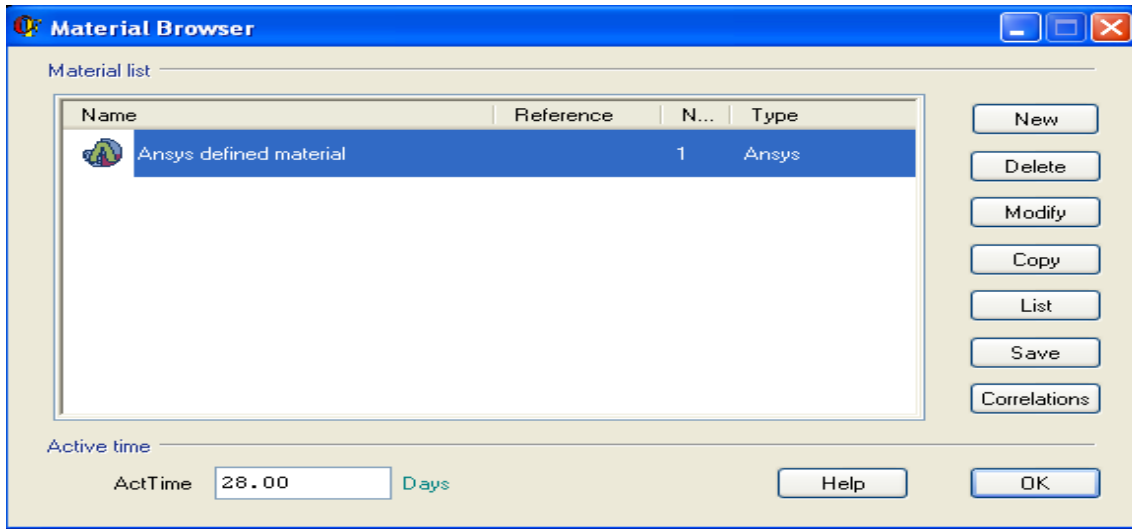 Material Browser
Material list
Name Reference N... Type
New
Ansys defined material 1 Ansys
Delete
Modify
Copy
List
Save
Correlations
Active time
ActTime 28.00 Days Help OK